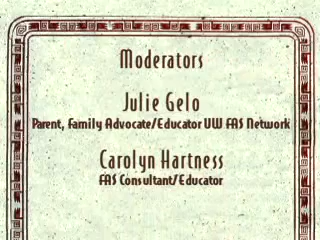 Moderators
Julie Gelo
Parent, Family Advocate/Educator UW FAS Network
Carolyn Hartness
FAS Consultant/Educator